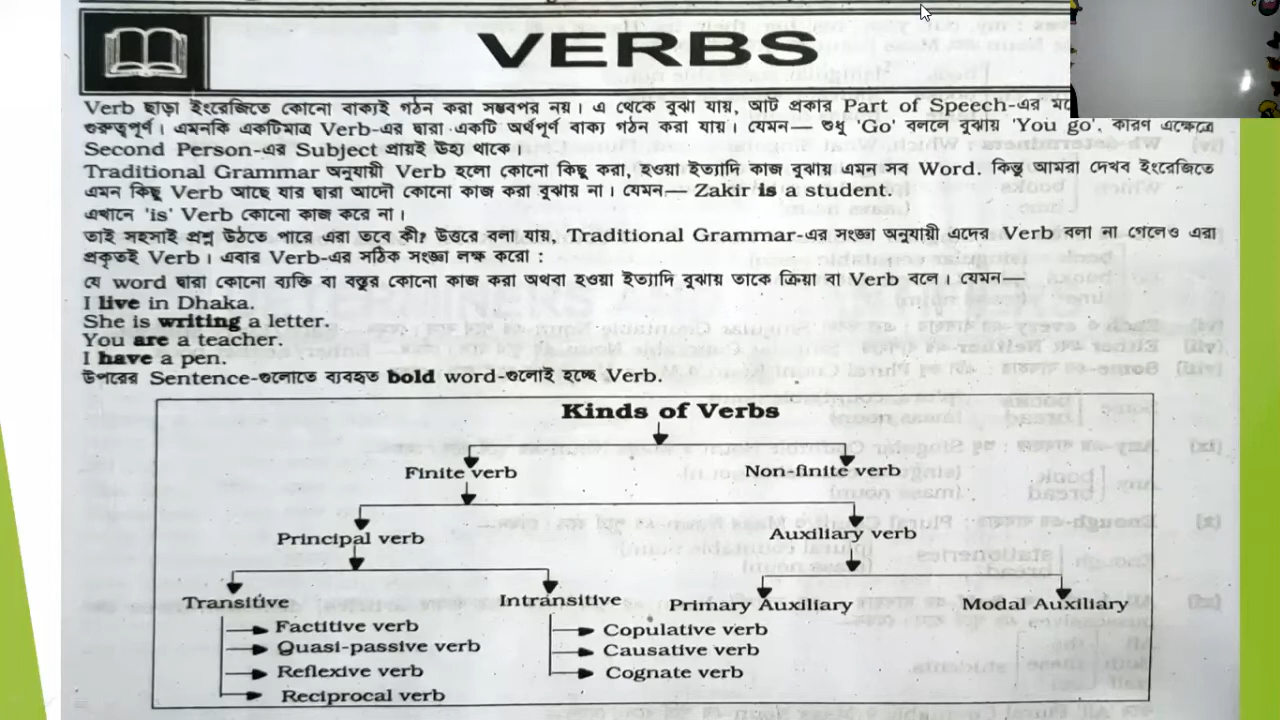 VERBS
Verb ছাড়া ইংরেজিতে কোনো বাক্যই গঠন করা সম্ভবপর নয়। এ থেকে বুঝা যায়, আট প্রকার Part of Speech-এর
গুরুত্বপূর্ণ। এমনকি একটিমাত্র Verb-এর দ্বারা একটি অর্থপূর্ণ বাক্য গঠন করা যায়। যেমন— শুধু 'Go' বললে বুঝায় 'You go', কারণ এক্ষেত্রে
Second Person-এর Subject প্রায়ই উহ্য থাকে
Traditional Grammar অনুযায়ী Verb হলো কোনো কিছু করা, হওয়া ইত্যাদি কাজ বুঝায় এমন সব Word. কিন্তু আমরা দেখব ইংরেজিতে
এমন কিছু Verb আছে যার দ্বারা আদৌ কোনো কাজ করা বুঝায় না। যেমন— Zakir is a student.
এখানে 'is' Verb কোনো কাজ করে না।
তাই সহসাই প্রশ্ন উঠতে পারে এরা তবে কী? উত্তরে বলা যায়, Traditional Grammar-এর সংজ্ঞা অনুযায়ী এদের Verb বলা না গেলেও এরা
প্রকৃতই Verb। এবার Verb-এর সঠিক সংজ্ঞা লক্ষ করো :
যে word দ্বারা কোনো ব্যক্তি বা বস্তুর কোনো কাজ করা অথবা হওয়া ইত্যাদি বুঝায় তাকে ক্রিয়া বা Verb বলে। যেমন—
I live in Dhaka.
She is writing a letter.
You are a teacher.
I have a pen.
উপরের Sentence-গুলোতে ব্যবহৃত bold word-গুলোই হচ্ছে Verb.
Kinds of Verbs
Finite verb Non-finite verb
Principal verb Auxiliary verb
Transitive Intransitive Primary Auxiliary Modal Auxiliary
Factitive verb Copulative verb
Quasi-passive verb Causative verb
Reflexive verb Cognate verb
Reciprocal verb